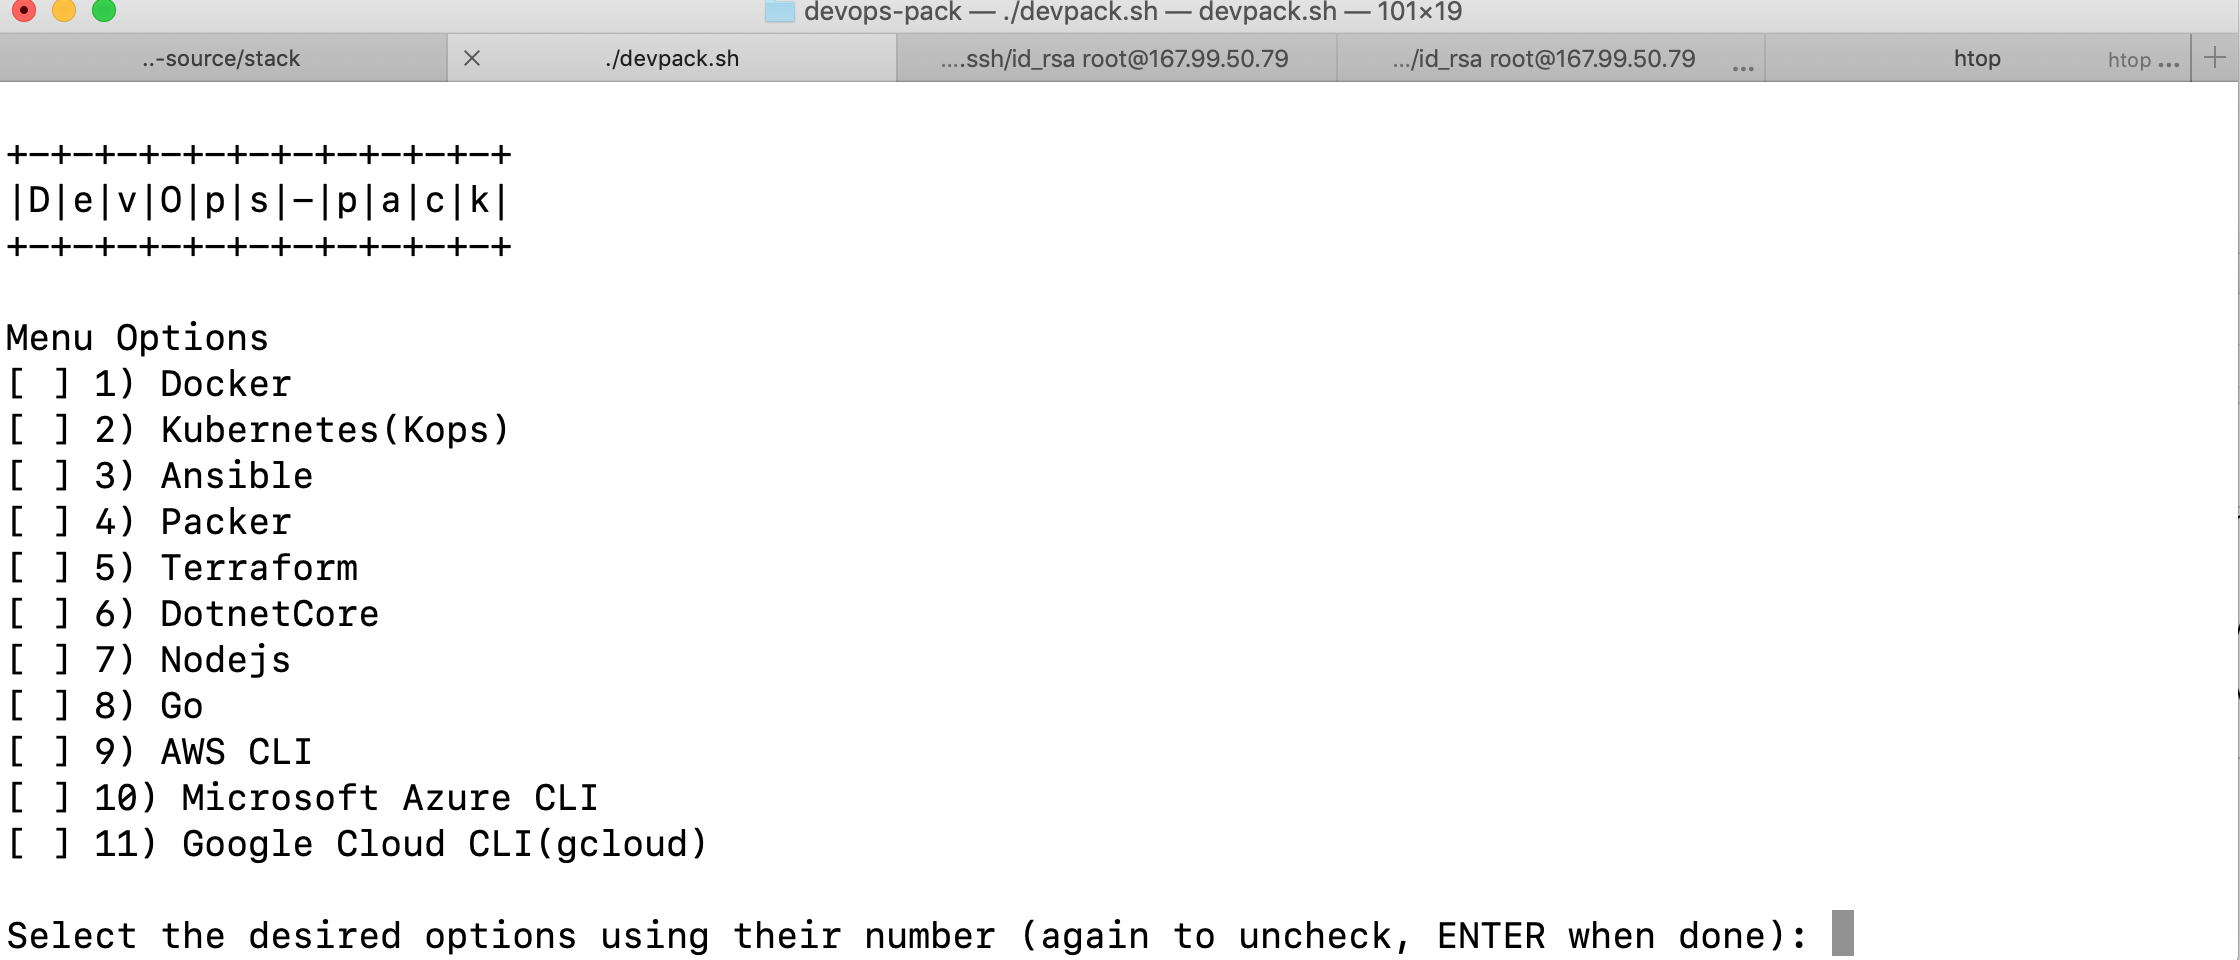 devops-pack — ./devpack.sh — devpack.sh — 101×19
..-source/stack
./devpack.sh
....ssh/id_rsa root@167.99.50.79
.../id_rsa root@167.99.50.79 ...
htop
htop ...
+-+-+-+-+-+-+-+-+-+-+-+
|D|e|v|O|p|s|-|p|a|c|k|
+-+-+-+-+-+-+-+-+-+-+-+
Menu Options
[ ] 1) Docker
[ ] 2) Kubernetes(Kops)
[ ] 3) Ansible
[ ] 4) Packer
[ ] 5) Terraform
[ ] 6) DotnetCore
[ ] 7) Nodejs
[ ] 8) Go
[ ] 9) AWS CLI
[ ] 10) Microsoft Azure CLI
[ ] 11) Google Cloud CLI(gcloud)
Select the desired options using their number (again to uncheck, ENTER when done):